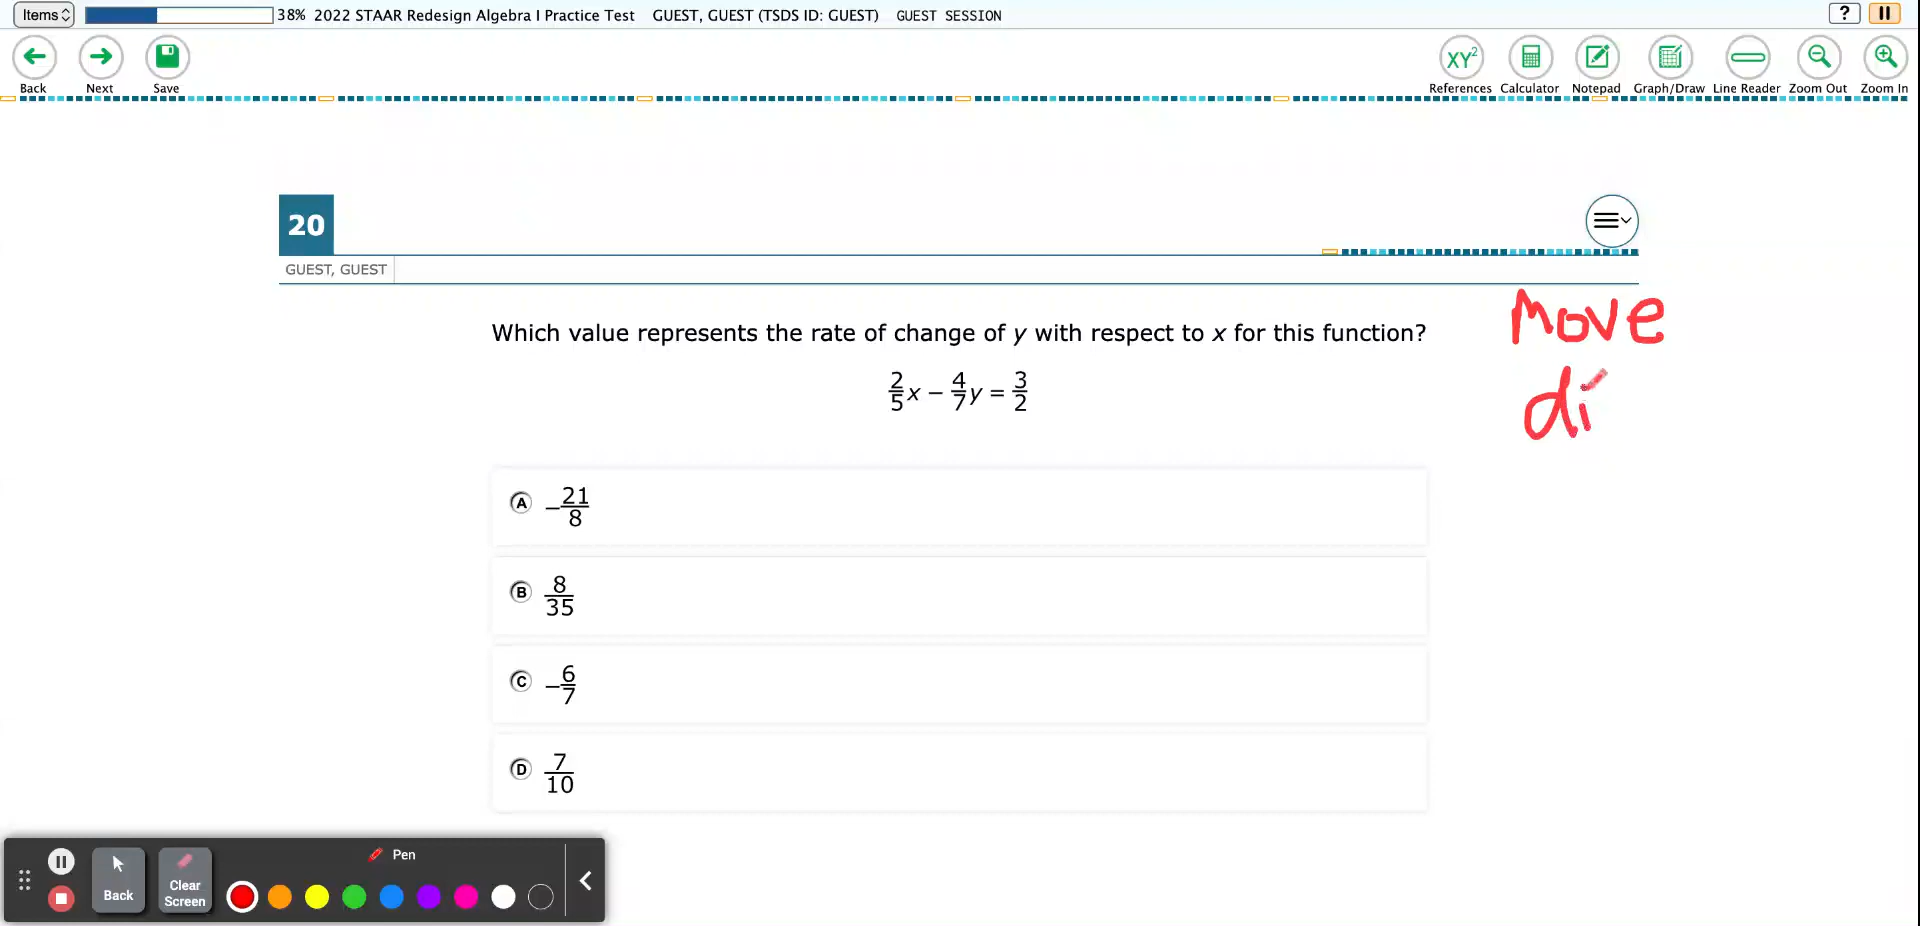 Items 38% 2022 STAAR Redesign Algebra I Practice Test GUEST, GUEST (TSDS ID: GUEST) GUEST SESSION ?
XY²
Back Next Save References Calculator Notepad Graph/Draw Line Reader Zoom Out Zoom In
20
GUEST, GUEST
move
Which value represents the rate of change of y with respect to x for this function?
2/5 x − 4/7 y = 3/2
di
A −21/8
B 8/35
C −6/7
D 7/10
Pen
Back
Clear
Screen